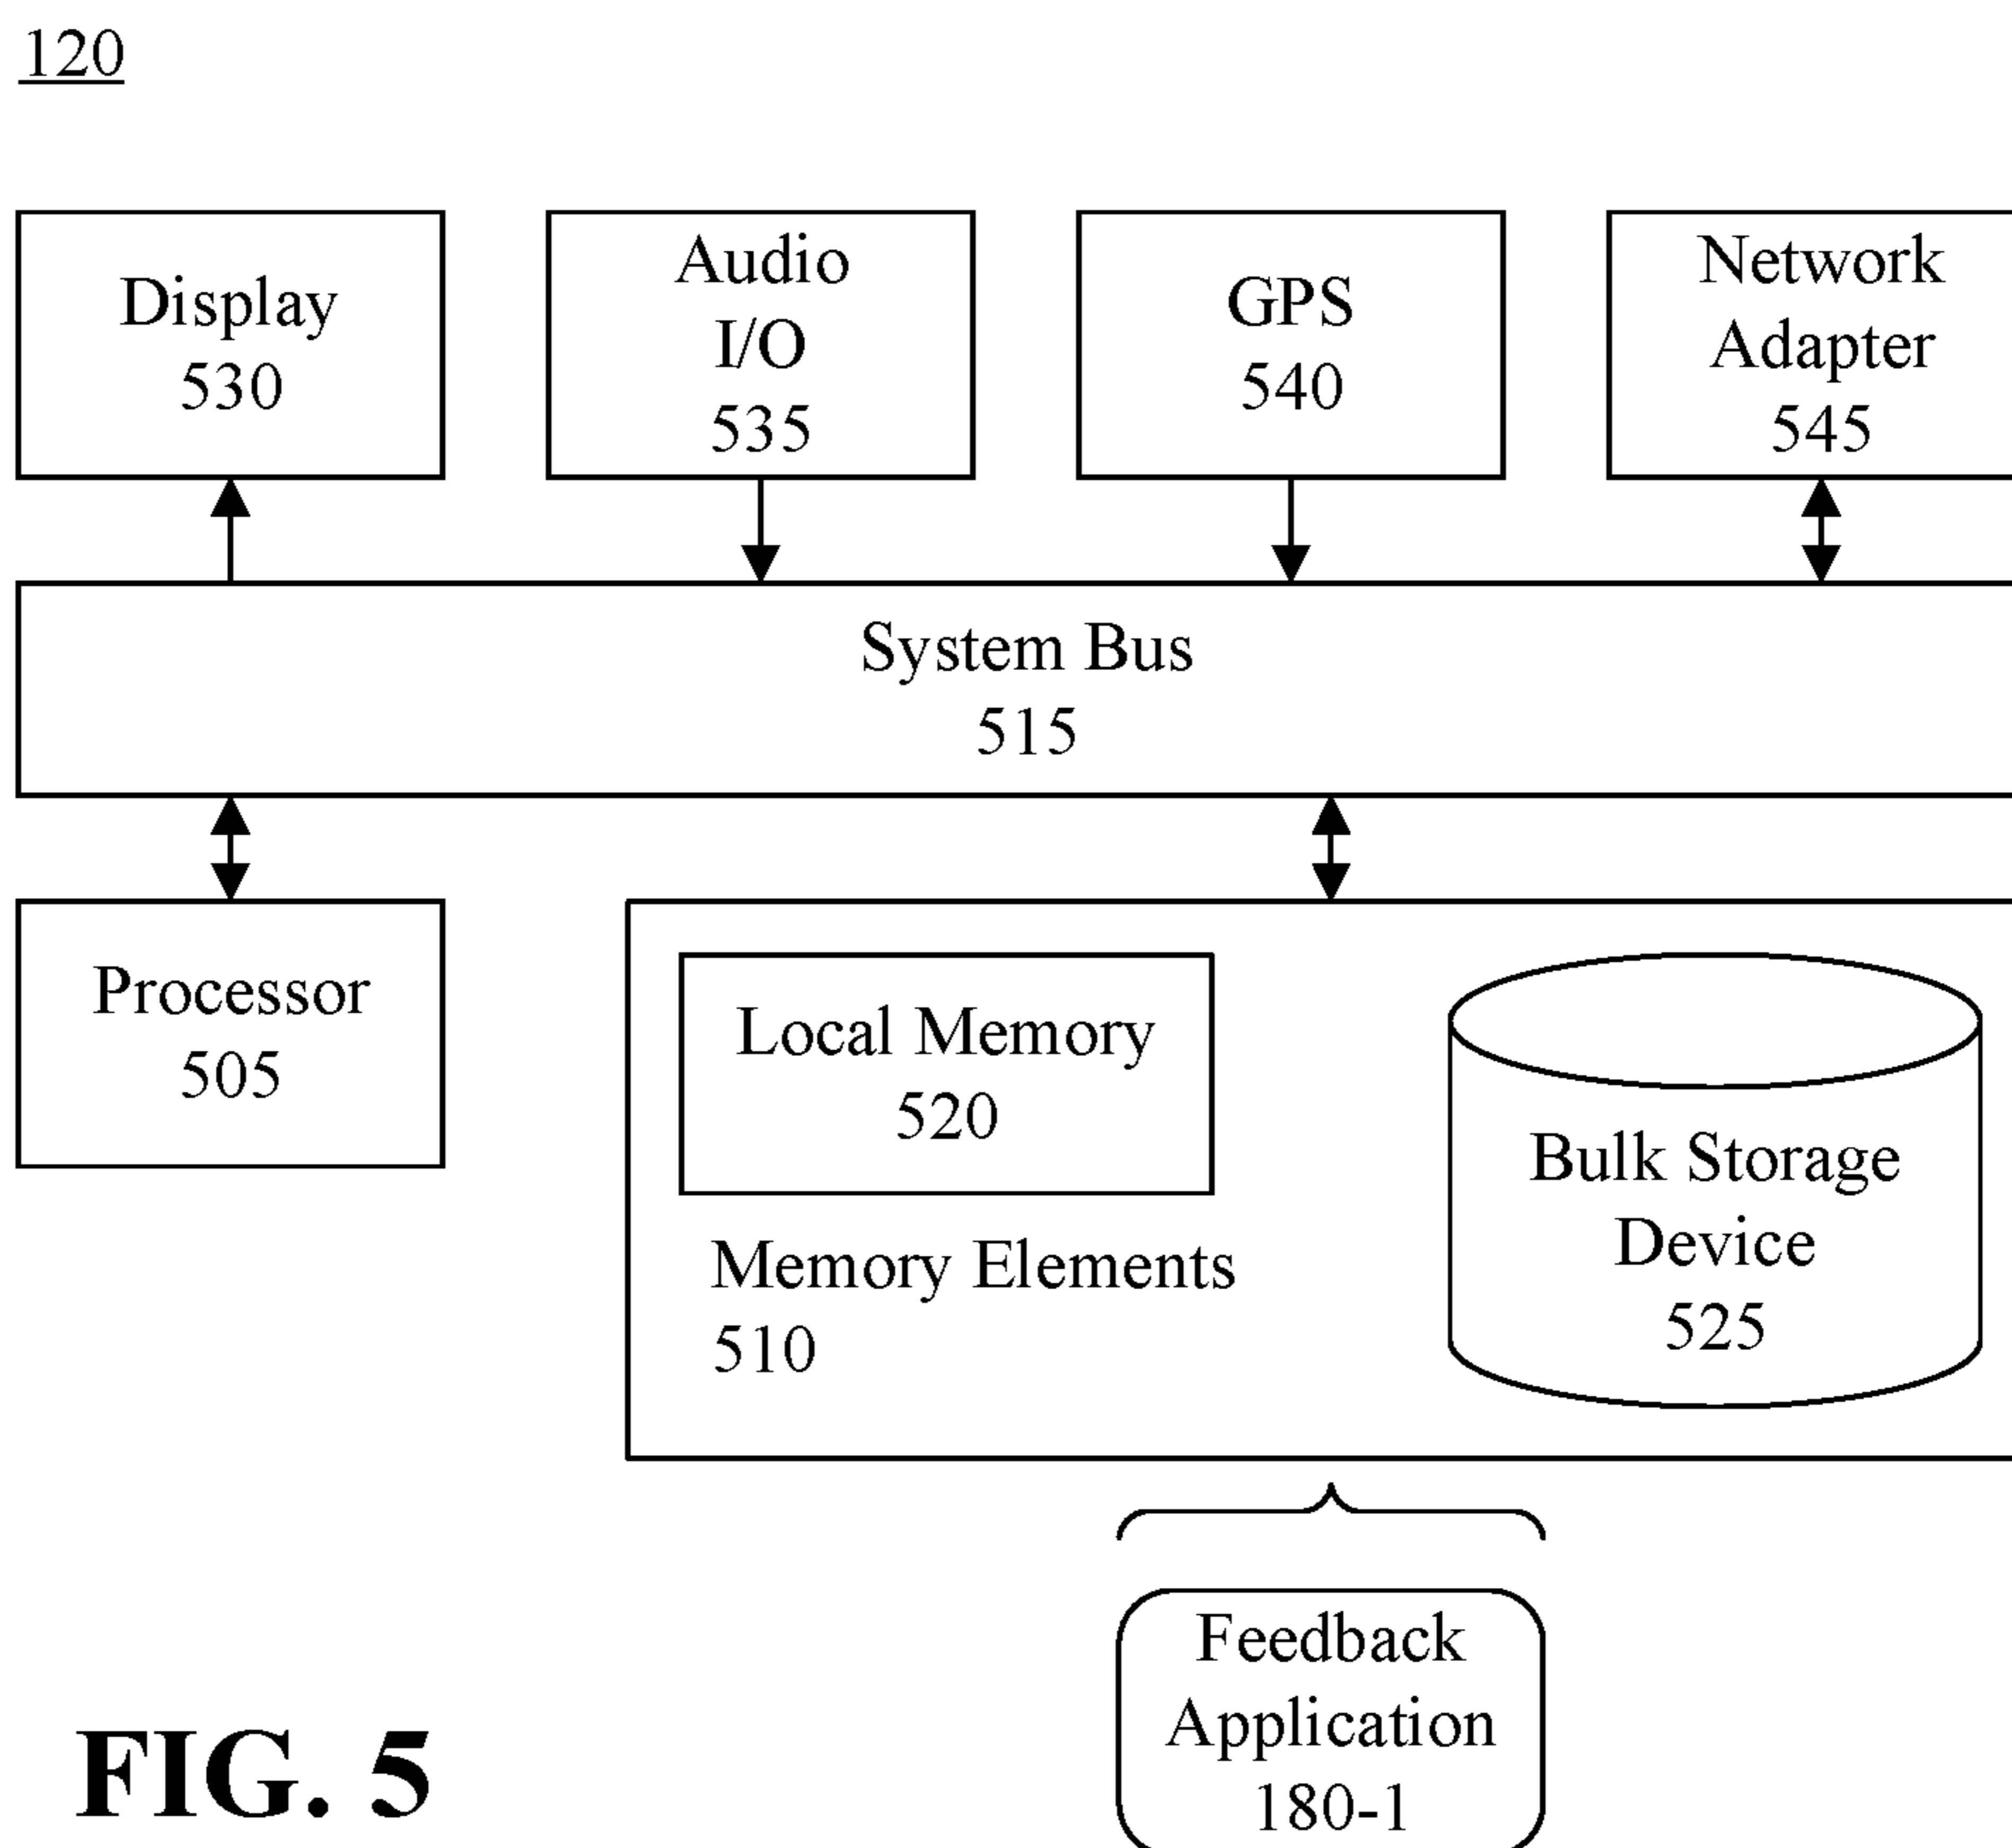 120
Display
530
Audio
I/O
535
GPS
540
Network
Adapter
545
System Bus
515
Processor
505
Local Memory
520
Memory Elements
510
Bulk Storage
Device
525
Feedback
Application
180-1
FIG. 5